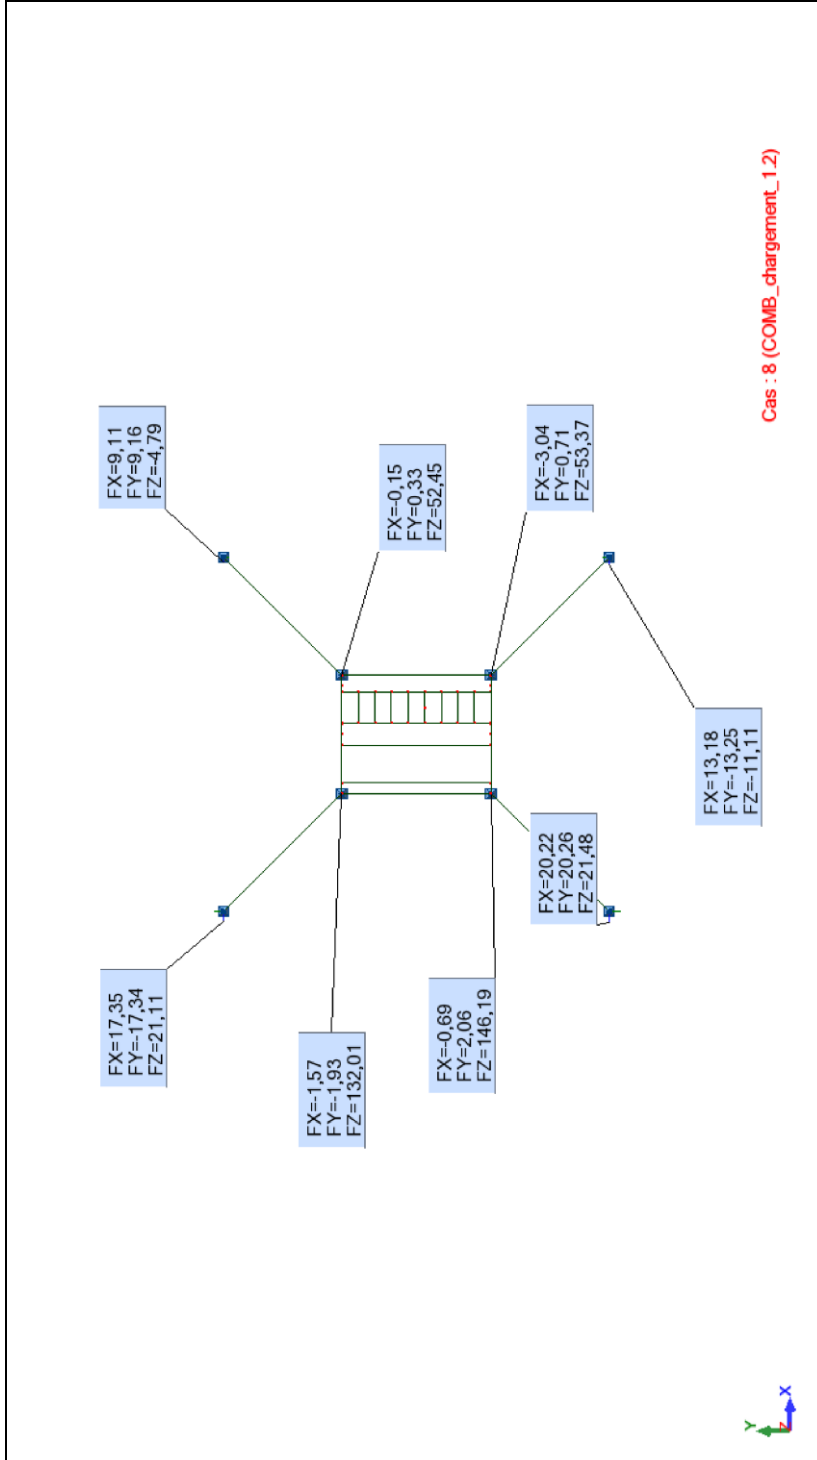 FX=17,35
FY=-17,34
FZ=21,11
FX=9,11
FY=9,16
FZ=-4,79
FX=-1,57
FY=-1,93
FZ=132,01
FX=-0,15
FY=0,33
FZ=52,45
FX=-0,69
FY=2,06
FZ=146,19
FX=20,22
FY=20,26
FZ=21,48
FX=-3,04
FY=0,71
FZ=53,37
FX=13,18
FY=-13,25
FZ=-11,11
Cas : 8 (COMB_chargement_1.2)
Y
Z
X